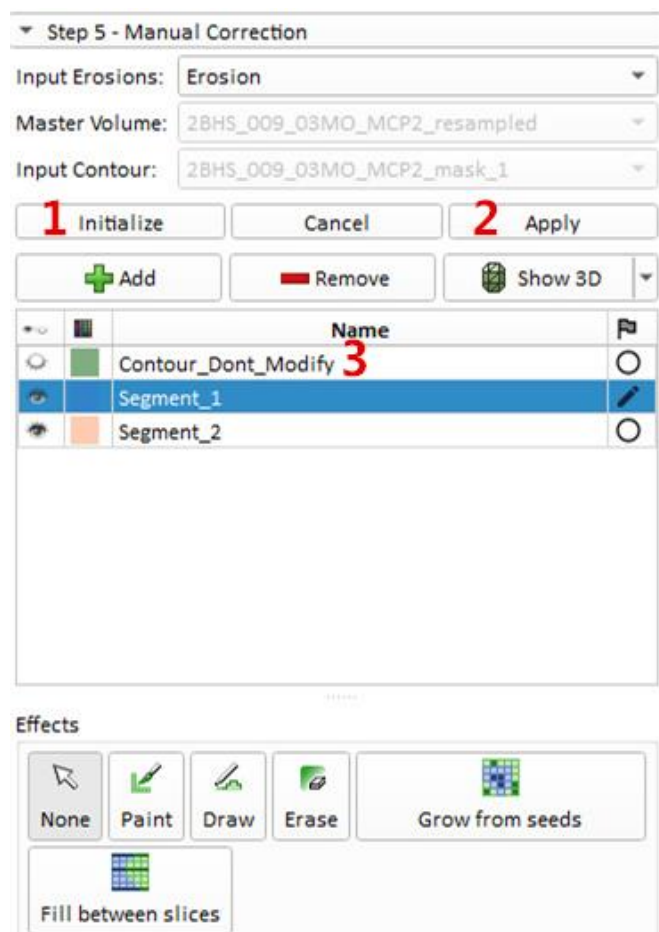 Step 5 - Manual Correction
Input Erosions: Erosion
Master Volume: 2BHS_009_03MO_MCP2_resampled
Input Contour: 2BHS_009_03MO_MCP2_mask_1
1 Initialize Cancel 2 Apply
Add Remove Show 3D
Name
Contour_Dont_Modify 3
Segment_1
Segment_2
Effects
None Paint Draw Erase Grow from seeds
Fill between slices